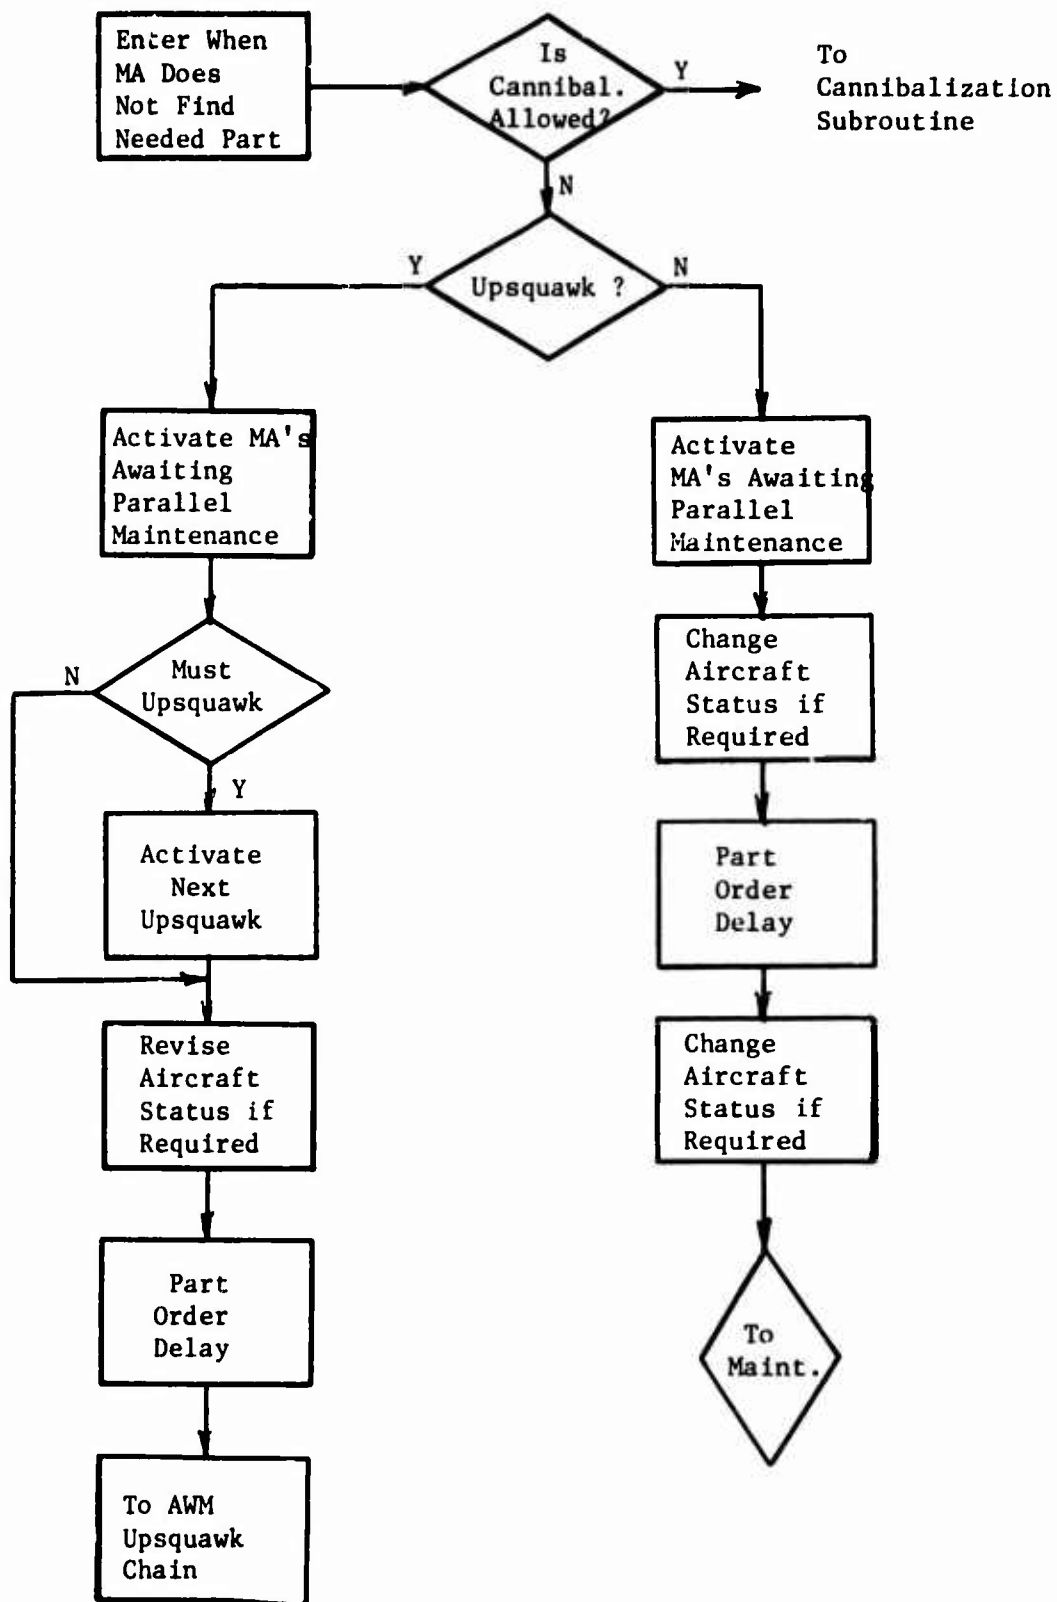 Enter When
MA Does
Not Find
Needed Part
Is
Cannibal.
Allowed?
Y
To
Cannibalization
Subroutine
N
Upsquawk ?
Y
N
Activate MA's
Awaiting
Parallel
Maintenance
Must
Upsquawk
N
Y
Activate
Next
Upsquawk
Revise
Aircraft
Status if
Required
Part
Order
Delay
To AWM
Upsquawk
Chain
Activate
MA's Awaiting
Parallel
Maintenance
Change
Aircraft
Status if
Required
Part
Order
Delay
Change
Aircraft
Status if
Required
To
Maint.